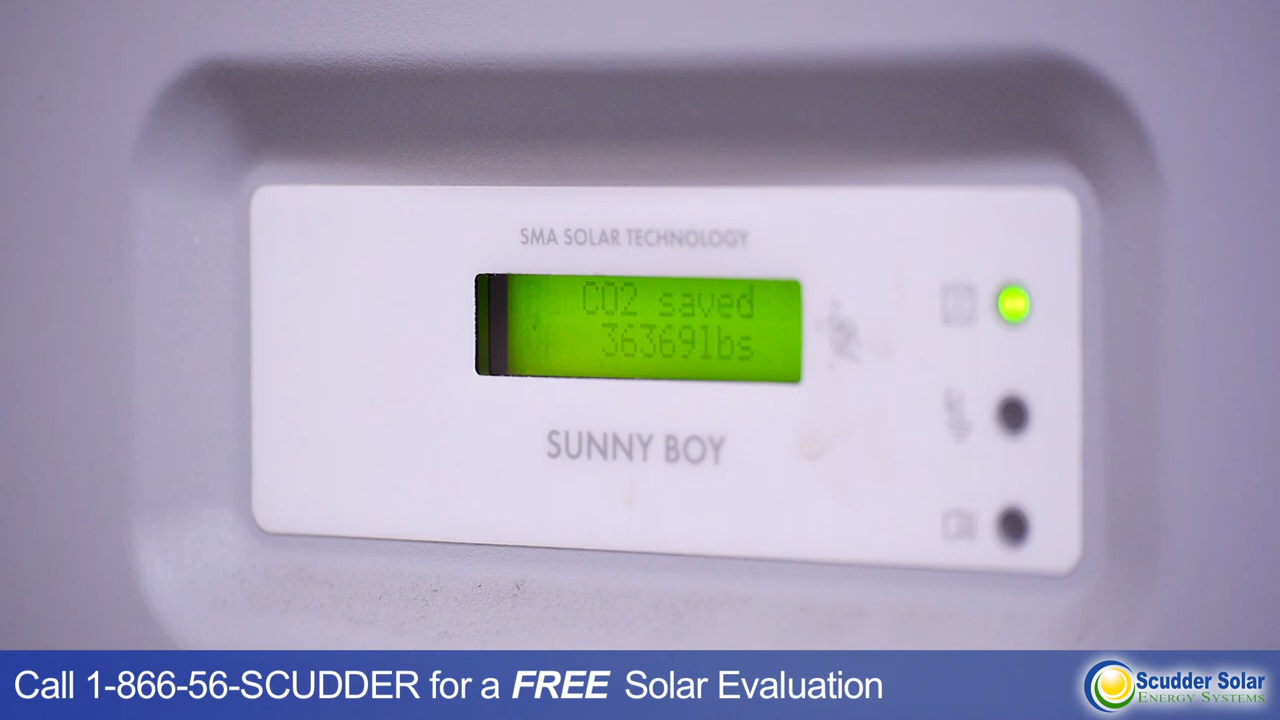 SMA SOLAR TECHNOLOGY
CO2 saved
36369lbs
SUNNY BOY
Call 1-866-56-SCUDDER for a FREE Solar Evaluation
Scudder Solar
ENERGY SYSTEMS